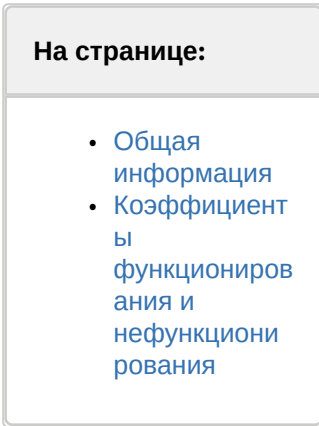 На странице:
• Общая
информация
• Коэффициент
ы
функциониров
ания и
нефункциони
рования